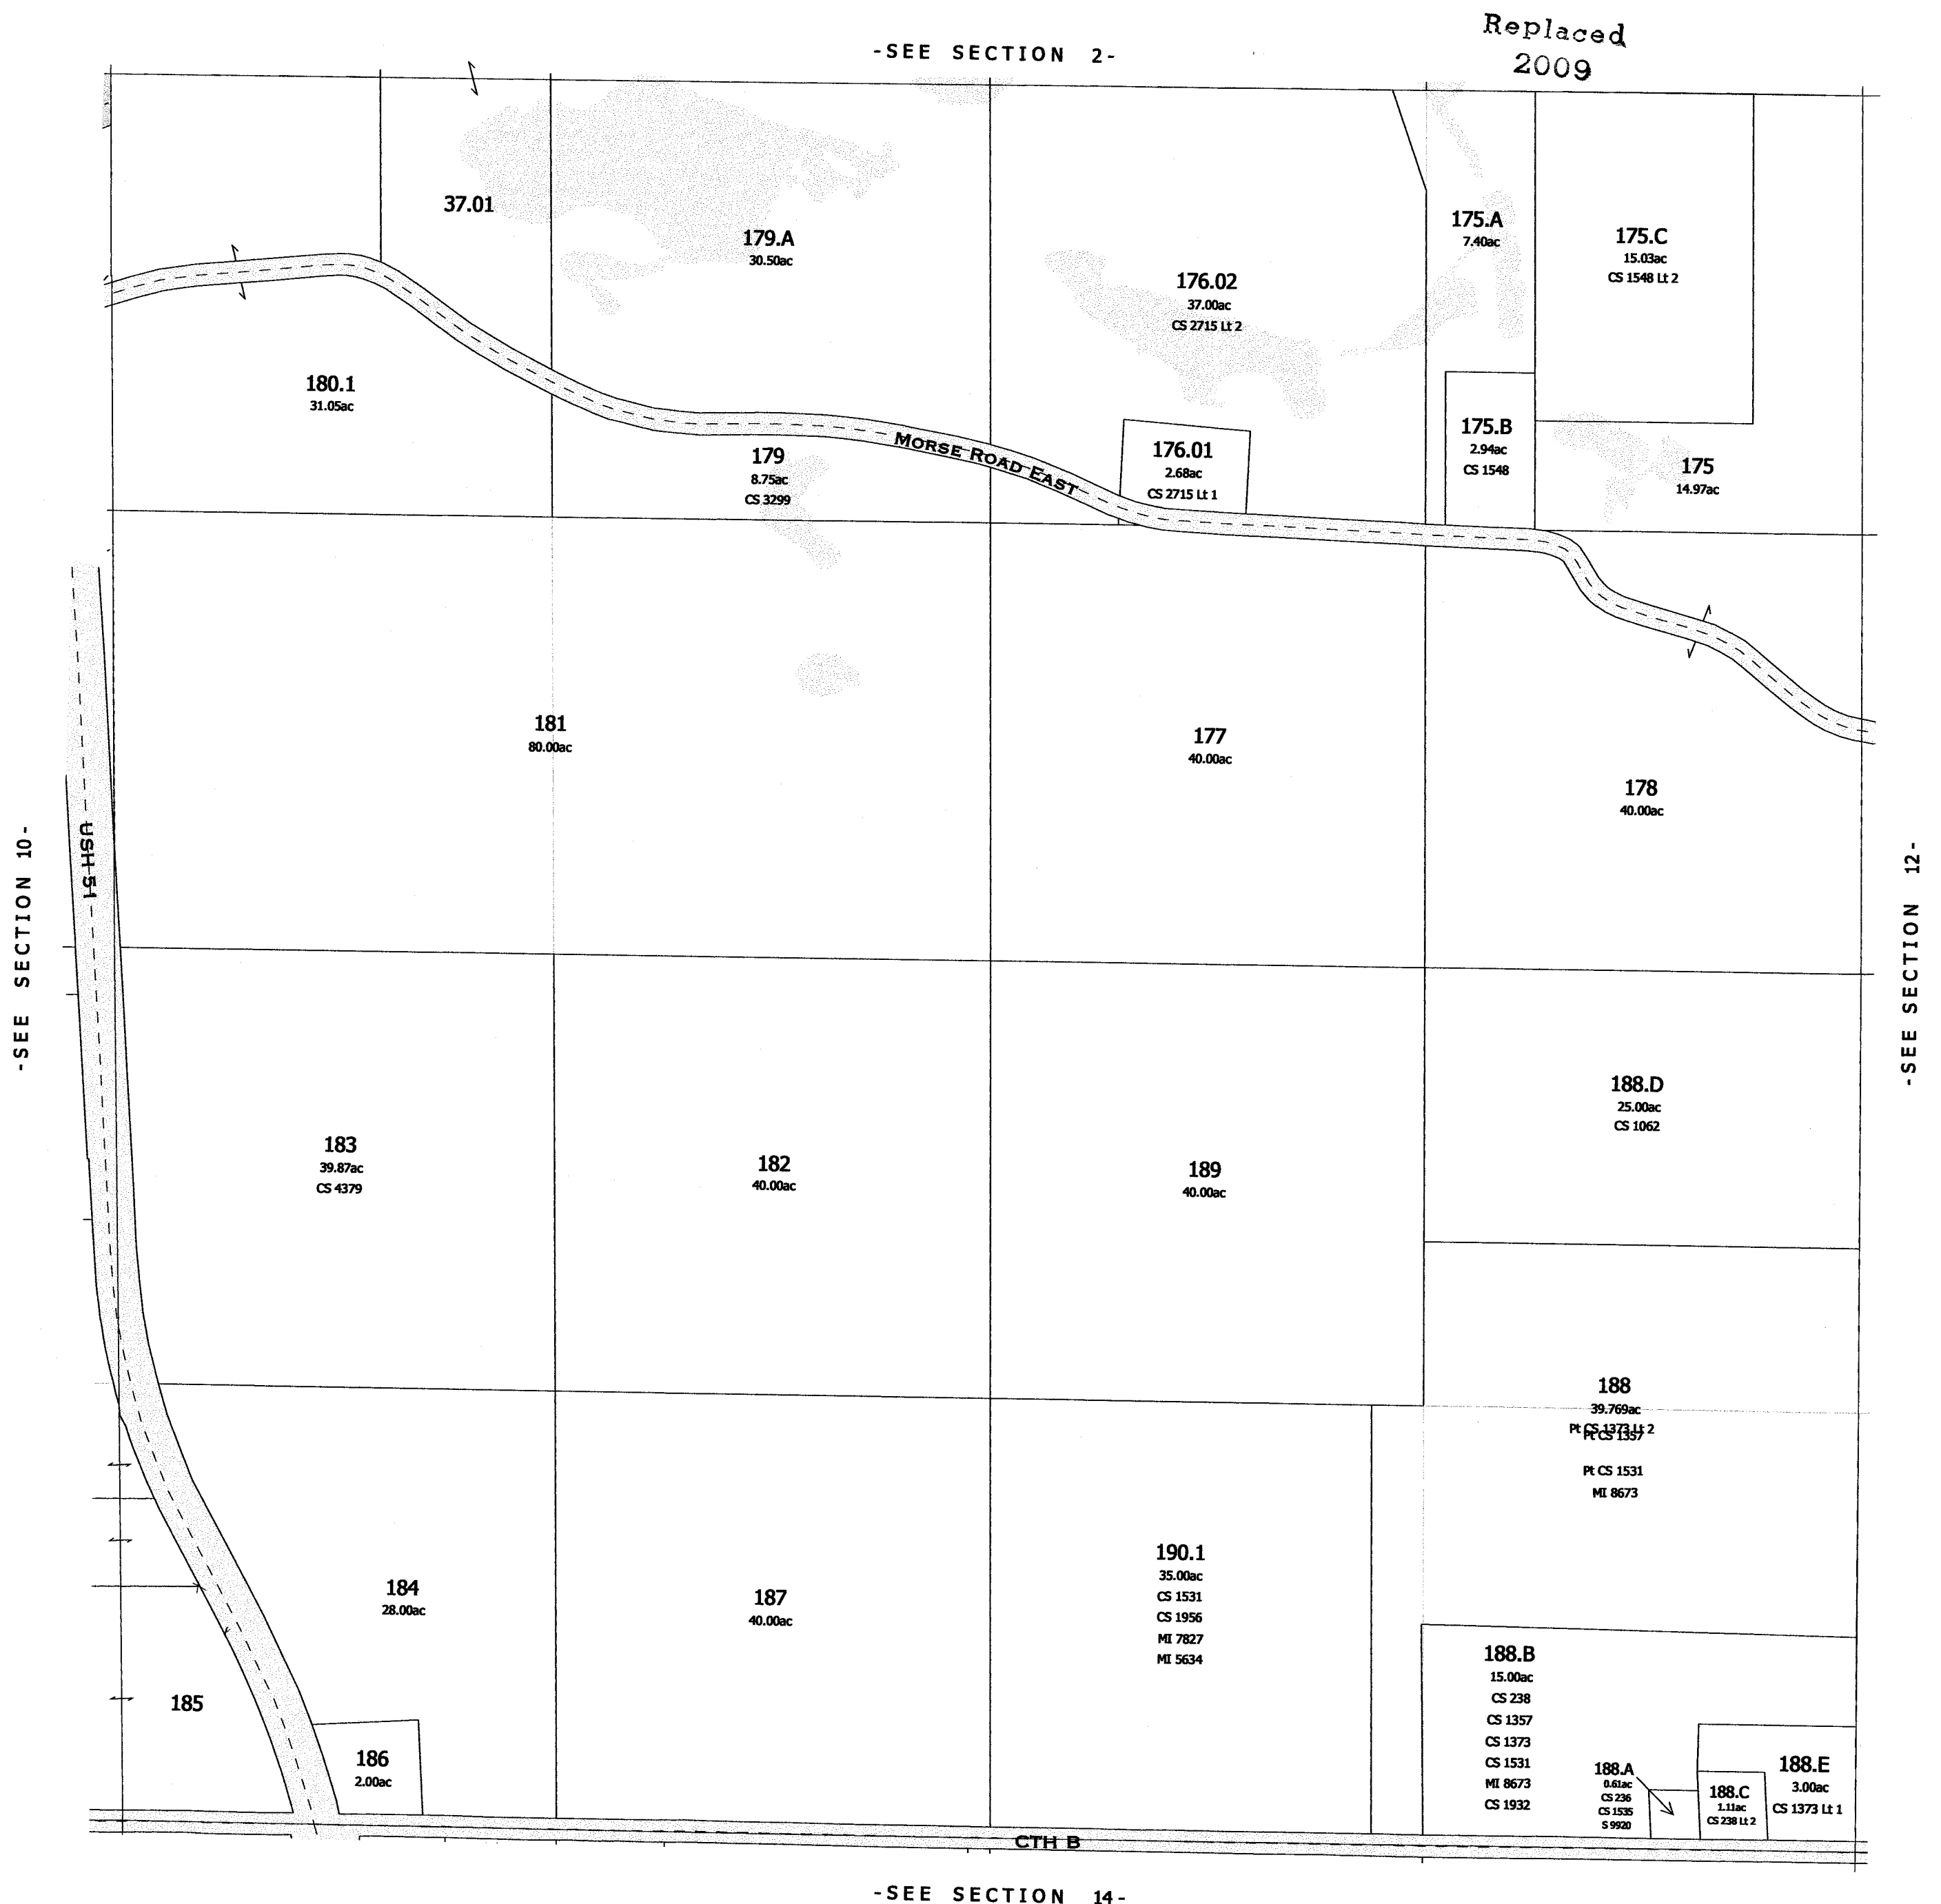 Replaced
2009
-SEE SECTION 2-
37.01
179.A
30.50ac
176.02
37.00ac
CS 2715 Lt 2
175.A
7.40ac
175.C
15.03ac
CS 1548 Lt 2
180.1
31.05ac
179
8.75ac
CS 3299
MORSE ROAD EAST
176.01
2.68ac
CS 2715 Lt 1
175.B
2.94ac
CS 1548
175
14.97ac
181
80.00ac
177
40.00ac
178
40.00ac
USH 51
-SEE SECTION 10-
-SEE SECTION 12-
183
39.87ac
CS 4379
182
40.00ac
189
40.00ac
188.D
25.00ac
CS 1062
188
39.769ac
Pt CS 1373 Lt 2
Pt CS 1357
Pt CS 1531
MI 8673
184
28.00ac
187
40.00ac
190.1
35.00ac
CS 1531
CS 1956
MI 7827
MI 5634
185
186
2.00ac
188.B
15.00ac
CS 238
CS 1357
CS 1373
CS 1531
MI 8673
CS 1932
188.A
0.61ac
CS 236
CS 1535
S 9920
188.C
1.11ac
CS 238 Lt 2
188.E
3.00ac
CS 1373 Lt 1
CTH B
-SEE SECTION 14-